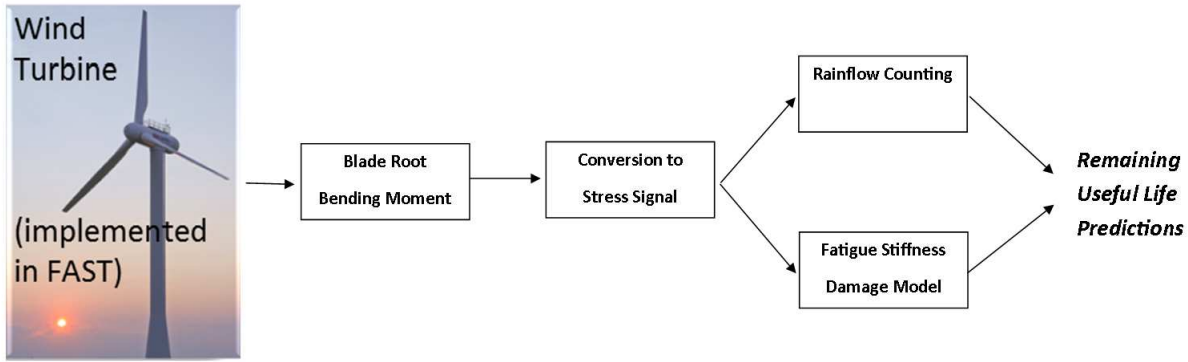 Wind
Turbine
(implemented
in FAST)
Blade Root
Bending Moment
Conversion to
Stress Signal
Rainflow Counting
Fatigue Stiffness
Damage Model
Remaining
Useful Life
Predictions